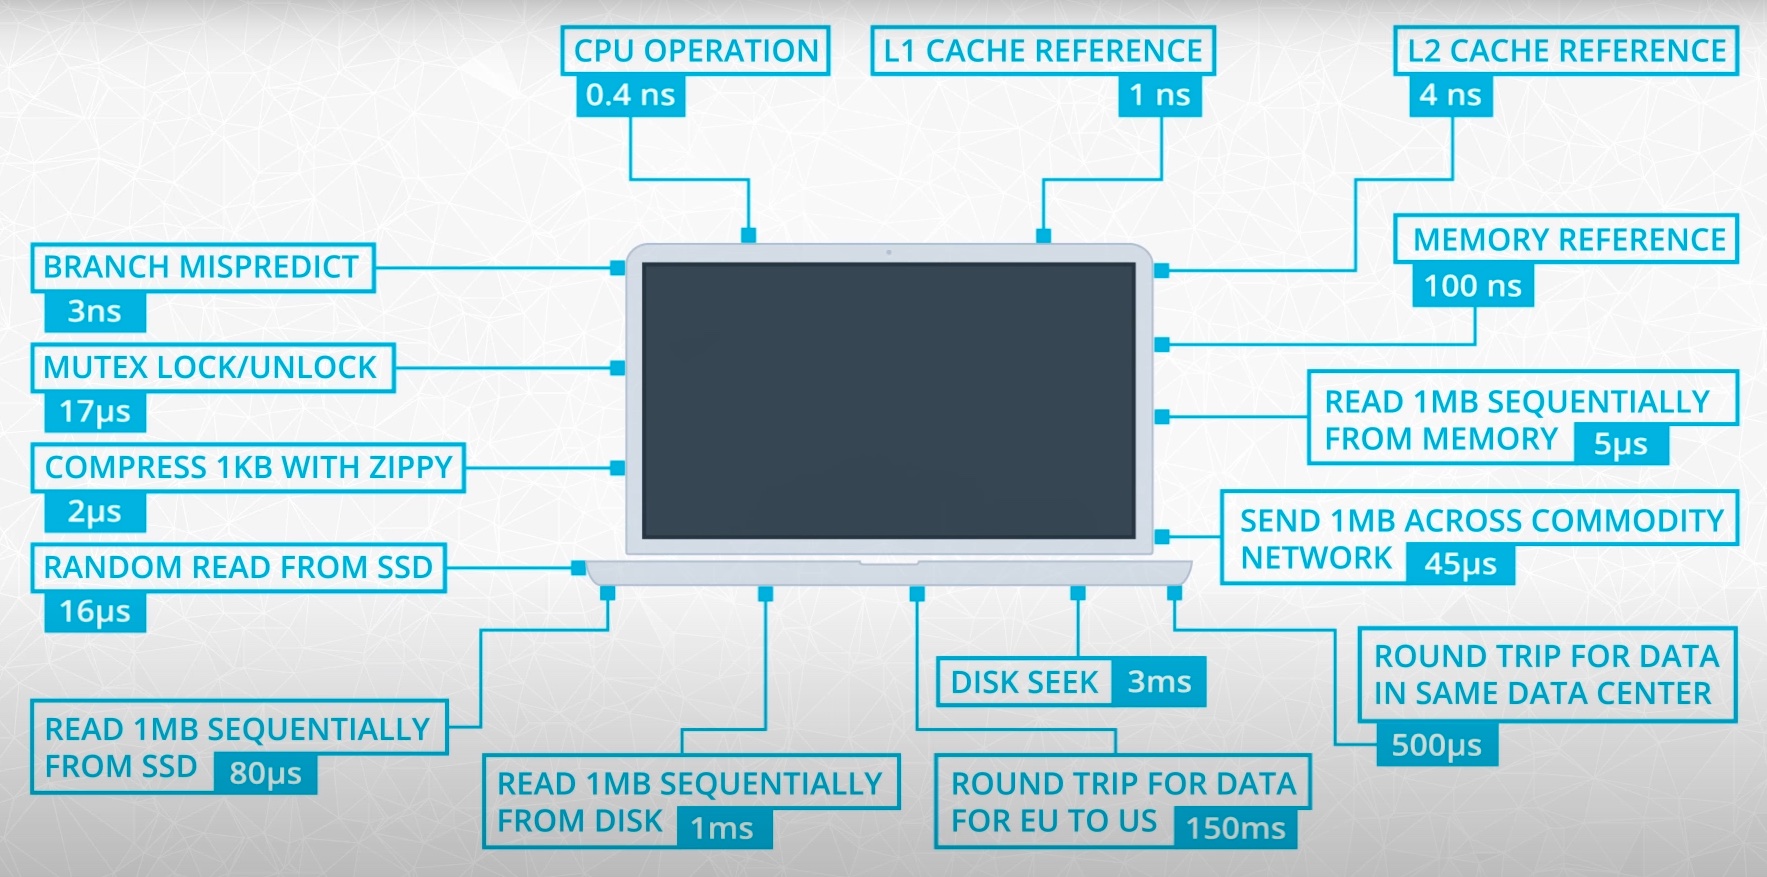 CPU OPERATION
0.4 ns
L1 CACHE REFERENCE
1 ns
L2 CACHE REFERENCE
4 ns
MEMORY REFERENCE
100 ns
BRANCH MISPREDICT
3ns
MUTEX LOCK/UNLOCK
17µs
COMPRESS 1KB WITH ZIPPY
2µs
RANDOM READ FROM SSD
16µs
READ 1MB SEQUENTIALLY
FROM MEMORY 5µs
SEND 1MB ACROSS COMMODITY
NETWORK 45µs
ROUND TRIP FOR DATA
IN SAME DATA CENTER
500µs
DISK SEEK 3ms
READ 1MB SEQUENTIALLY
FROM SSD 80µs
READ 1MB SEQUENTIALLY
FROM DISK 1ms
ROUND TRIP FOR DATA
FOR EU TO US 150ms